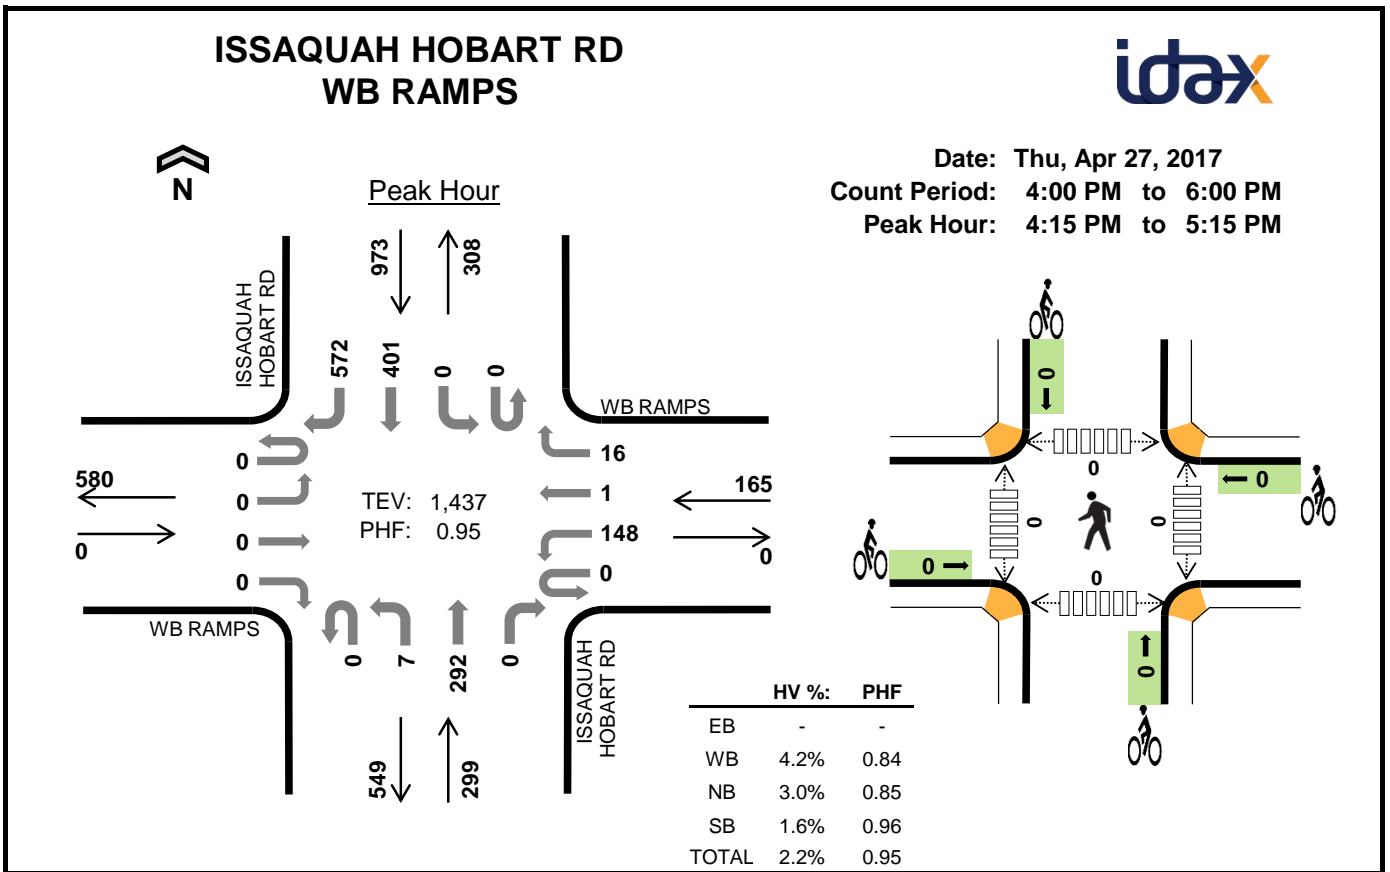 ISSAQUAH HOBART RD
WB RAMPS
idax
N
Peak Hour
Date: Thu, Apr 27, 2017
Count Period: 4:00 PM to 6:00 PM
Peak Hour: 4:15 PM to 5:15 PM
973
308
ISSAQUAH
HOBART RD
572
401
0
0
WB RAMPS
0
0
0
0
16
1
148
0
580
0
165
0
TEV: 1,437
PHF: 0.95
WB RAMPS
0
7
292
0
ISSAQUAH
HOBART RD
549
299
0
0
0
0
0
0
0
0
HV %: PHF
EB - -
WB 4.2% 0.84
NB 3.0% 0.85
SB 1.6% 0.96
TOTAL 2.2% 0.95